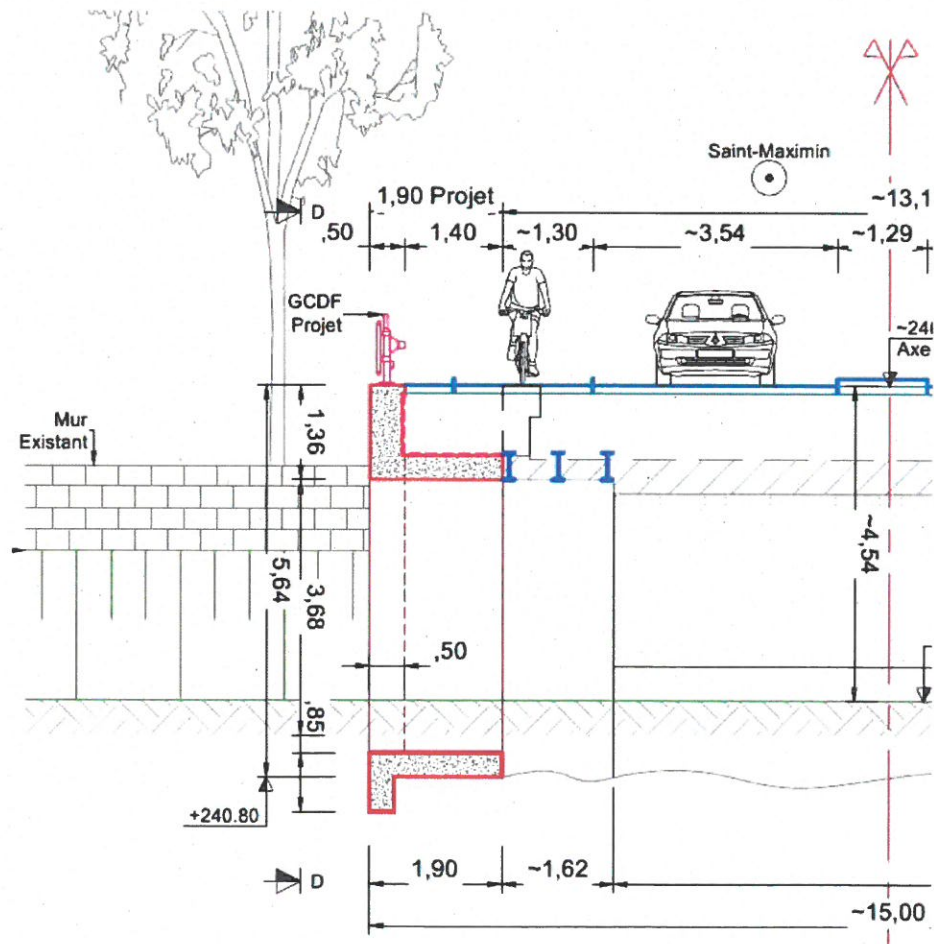 Saint-Maximin
D
1,90 Projet
~13,1
,50
1,40
~1,30
~3,54
~1,29
GCDF
Projet
~24
Axe
Mur
Existant
1,36
5,64
3,68
~4,54
,50
,85
+240.80
D
1,90
~1,62
~15,00